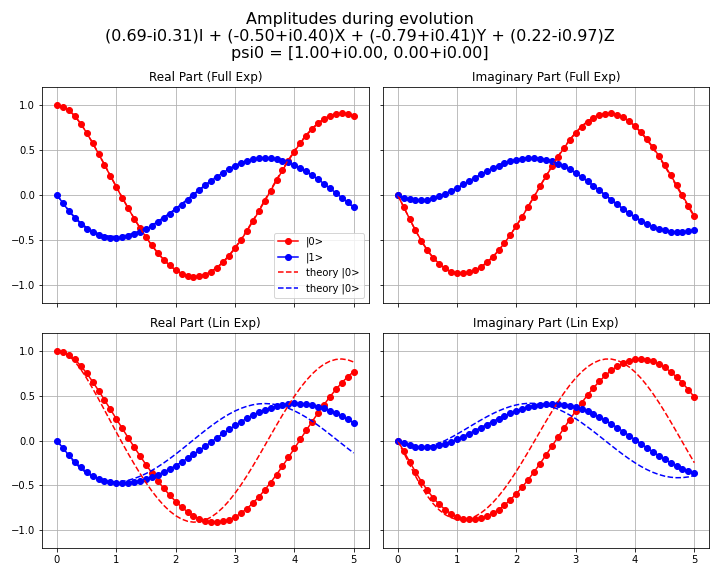 Amplitudes during evolution
(0.69-i0.31)I + (-0.50+i0.40)X + (-0.79+i0.41)Y + (0.22-i0.97)Z
psi0 = [1.00+i0.00, 0.00+i0.00]
Real Part (Full Exp)
Imaginary Part (Full Exp)
1.0
0.5
0.0
−0.5
−1.0
|0>
|1>
theory |0>
theory |0>
Real Part (Lin Exp)
Imaginary Part (Lin Exp)
1.0
0.5
0.0
−0.5
−1.0
0 1 2 3 4 5
0 1 2 3 4 5